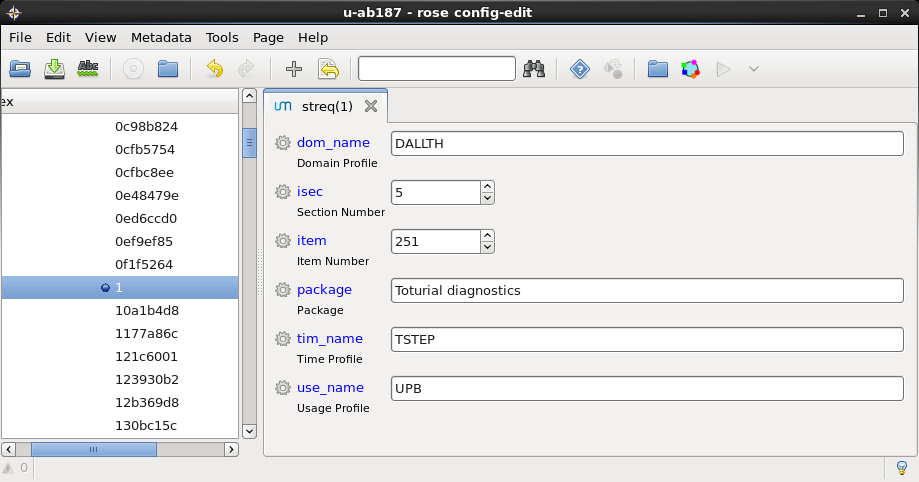 u-ab187 - rose config-edit
File Edit View Metadata Tools Page Help
Abc
ex
0c98b824
0cfb5754
0cfbc8ee
0e48479e
0ed6ccd0
0ef9ef85
0f1f5264
1
10a1b4d8
1177a86c
121c6001
123930b2
12b369d8
130bc15c
0
um streq(1)
dom_name DALLTH
Domain Profile
isec 5
Section Number
item 251
Item Number
package Toturial diagnostics
Package
tim_name TSTEP
Time Profile
use_name UPB
Usage Profile